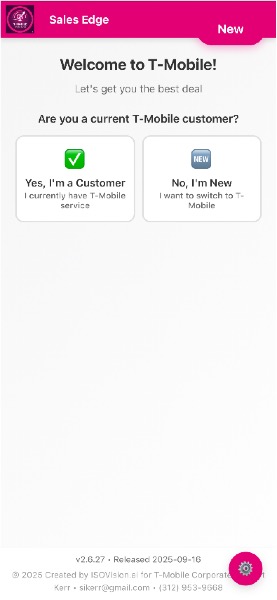 Sales Edge
New
Welcome to T-Mobile!
Let's get you the best deal
Are you a current T-Mobile customer?
Yes, I'm a Customer
I currently have T-Mobile
service
NEW
No, I'm New
I want to switch to T-
Mobile
v2.6.27 • Released 2025-09-16
© 2025 Created by ISOVision.ai for T-Mobile Corporate
Kerr • sikerr@gmail.com • (312) 953-9668